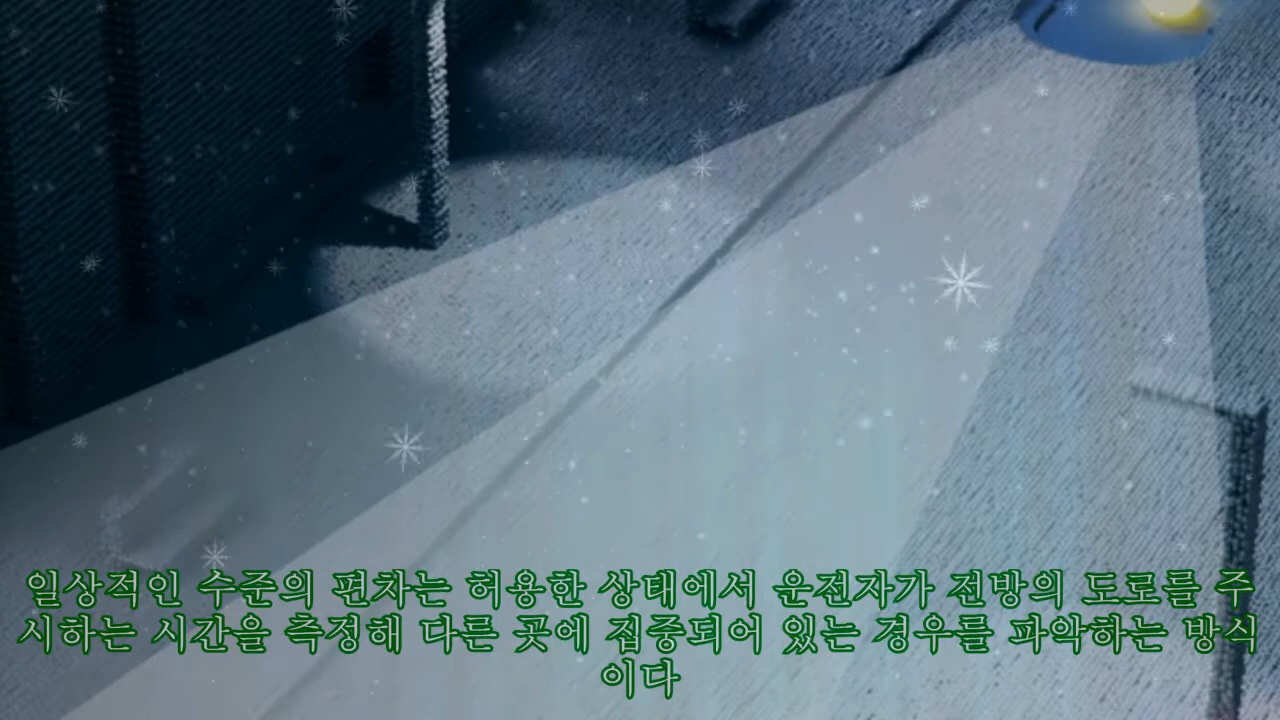 일상적인 수준의 편차는 허용한 상태에서 운전자가 전방의 도로를 주
시하는 시간을 측정해 다른 곳에 집중되어 있는 경우를 파악하는 방식
이다